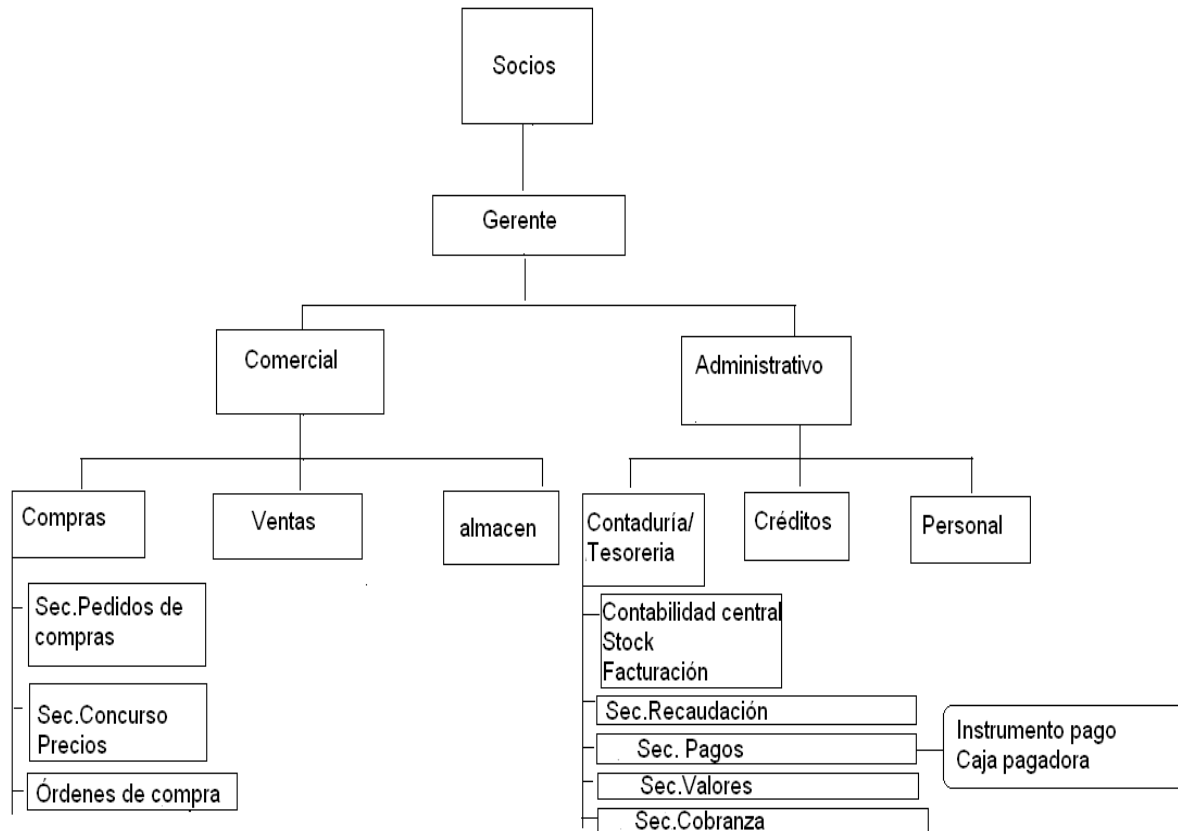 Socios
Gerente
Comercial
Administrativo
Compras
Ventas
almacen
Contaduría/
Tesoreria
Créditos
Personal
Sec.Pedidos de
compras
Sec.Concurso
Precios
Órdenes de compra
Contabilidad central
Stock
Facturación
Sec.Recaudación
Sec. Pagos
Instrumento pago
Caja pagadora
Sec.Valores
Sec.Cobranza